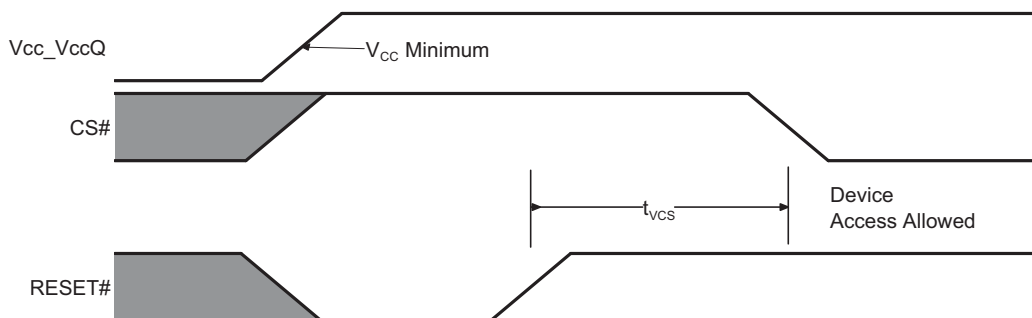 Vcc_VccQ
VCC Minimum
CS#
tVCS
Device
Access Allowed
RESET#